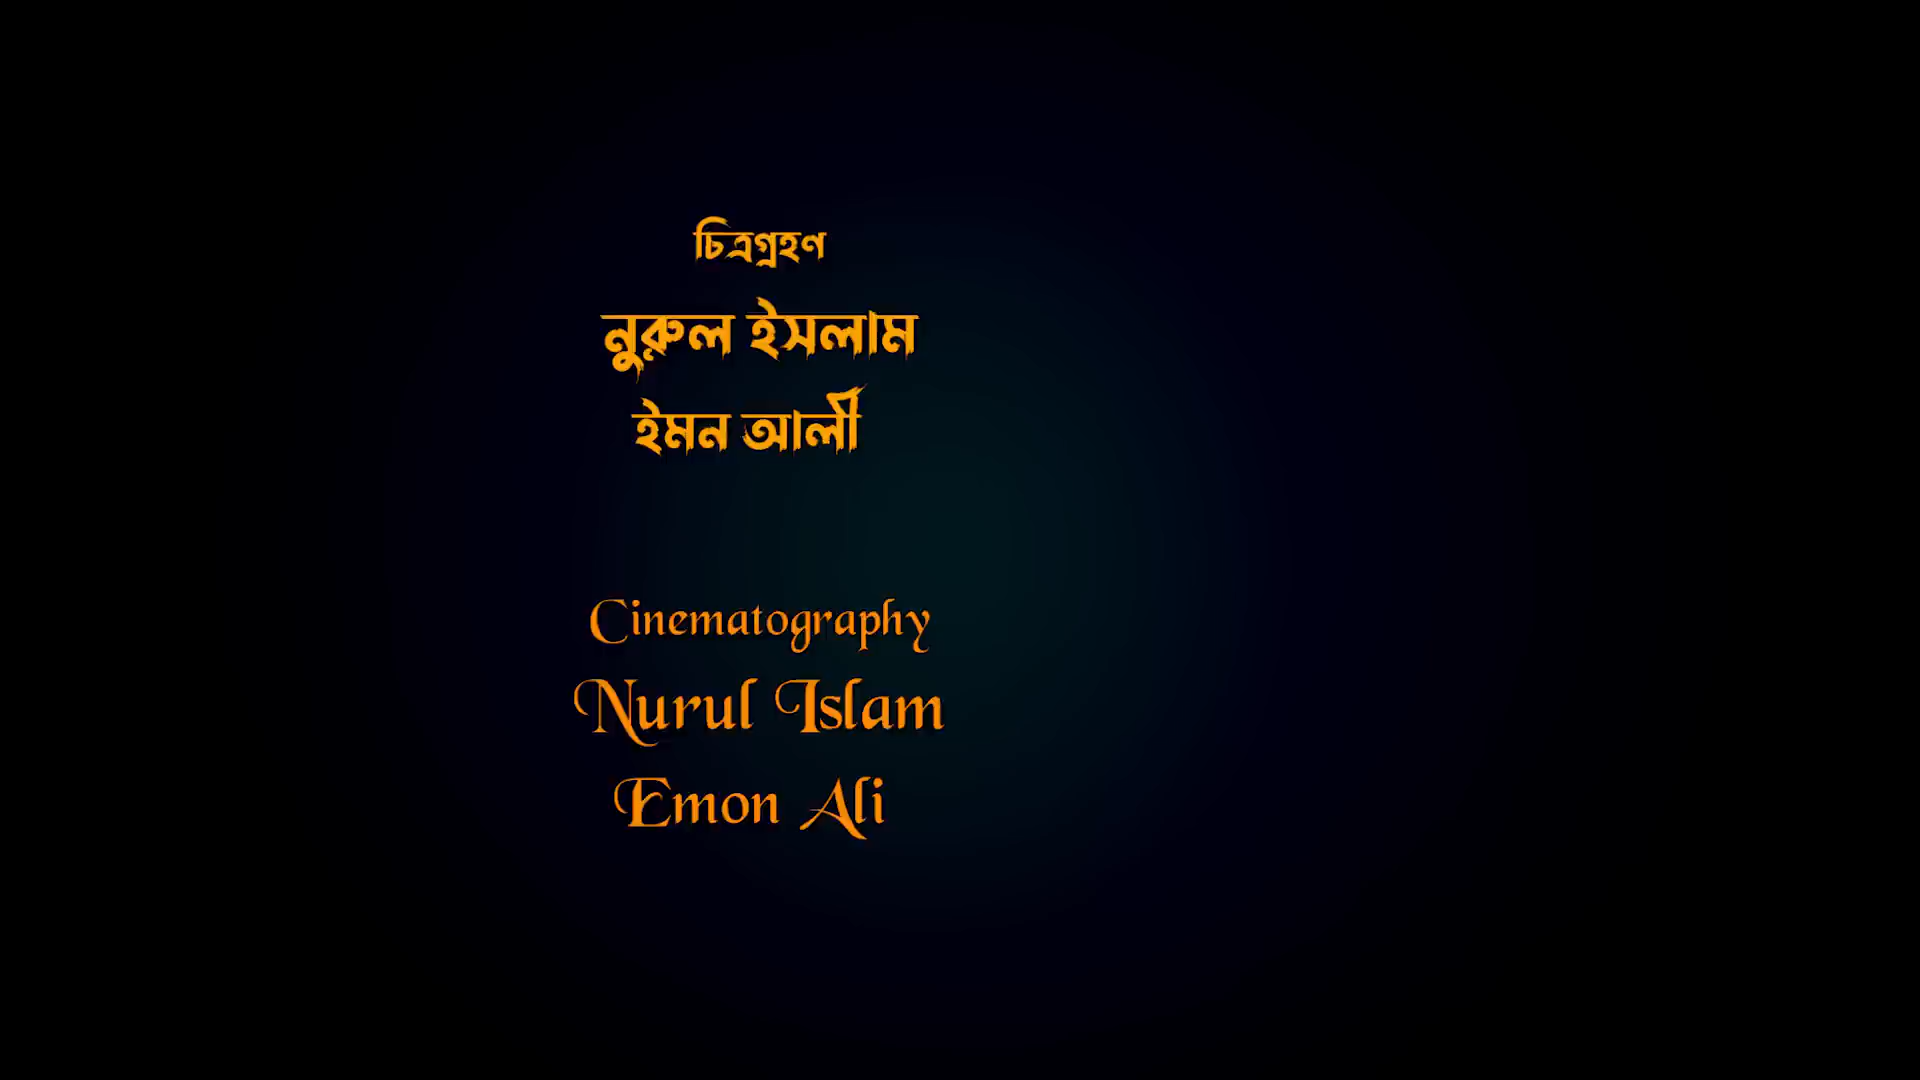 চিত্রগ্রহণ
নুরুল ইসলাম
ইমন আলী
Cinematography
Nurul Islam
Emon Ali